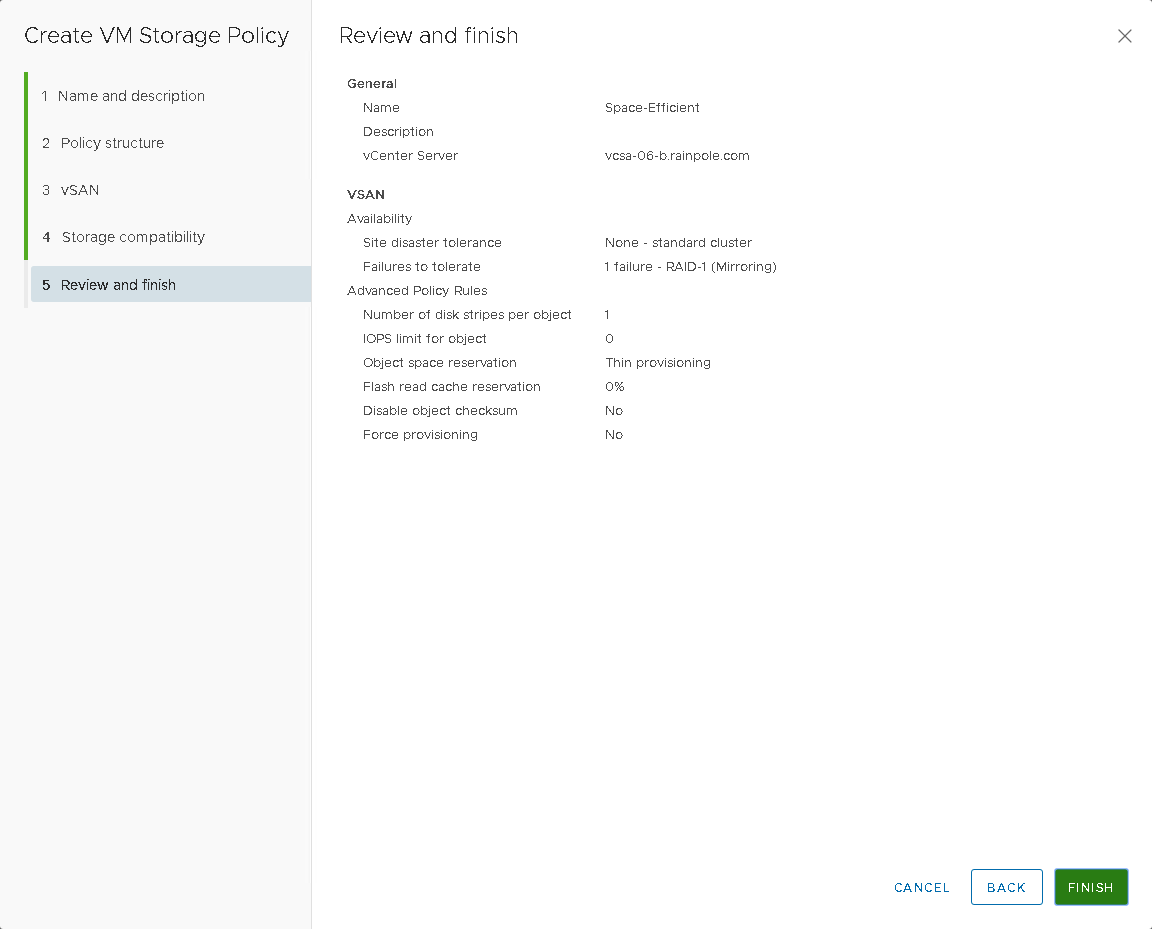 Create VM Storage Policy
1 Name and description
2 Policy structure
3 vSAN
4 Storage compatibility
5 Review and finish
Review and finish
General
Name Space-Efficient
Description
vCenter Server vcsa-06-b.rainpole.com
VSAN
Availability
Site disaster tolerance None - standard cluster
Failures to tolerate 1 failure - RAID-1 (Mirroring)
Advanced Policy Rules
Number of disk stripes per object 1
IOPS limit for object 0
Object space reservation Thin provisioning
Flash read cache reservation 0%
Disable object checksum No
Force provisioning No
CANCEL BACK FINISH